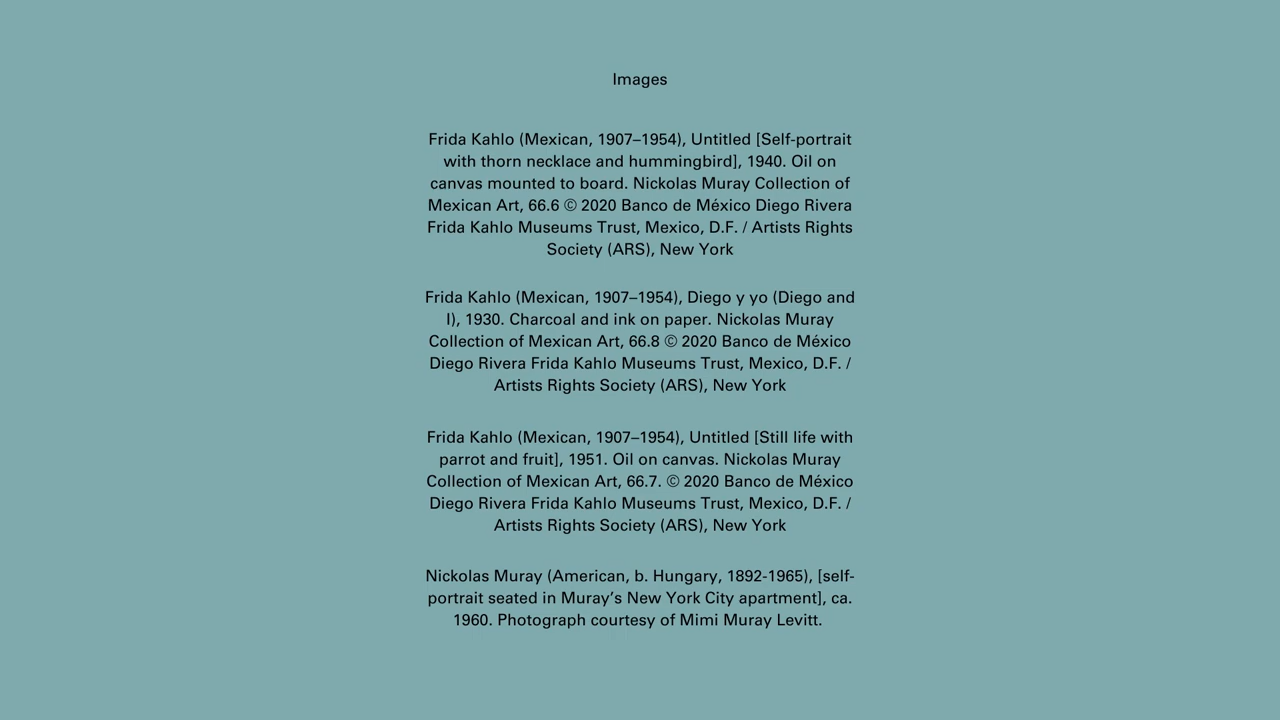 Images
Frida Kahlo (Mexican, 1907–1954), Untitled [Self-portrait
with thorn necklace and hummingbird], 1940. Oil on
canvas mounted to board. Nickolas Muray Collection of
Mexican Art, 66.6 © 2020 Banco de México Diego Rivera
Frida Kahlo Museums Trust, Mexico, D.F. / Artists Rights
Society (ARS), New York
Frida Kahlo (Mexican, 1907–1954), Diego y yo (Diego and
I), 1930. Charcoal and ink on paper. Nickolas Muray
Collection of Mexican Art, 66.8 © 2020 Banco de México
Diego Rivera Frida Kahlo Museums Trust, Mexico, D.F. /
Artists Rights Society (ARS), New York
Frida Kahlo (Mexican, 1907–1954), Untitled [Still life with
parrot and fruit], 1951. Oil on canvas. Nickolas Muray
Collection of Mexican Art, 66.7. © 2020 Banco de México
Diego Rivera Frida Kahlo Museums Trust, Mexico, D.F. /
Artists Rights Society (ARS), New York
Nickolas Muray (American, b. Hungary, 1892-1965), [self-
portrait seated in Muray’s New York City apartment], ca.
1960. Photograph courtesy of Mimi Muray Levitt.